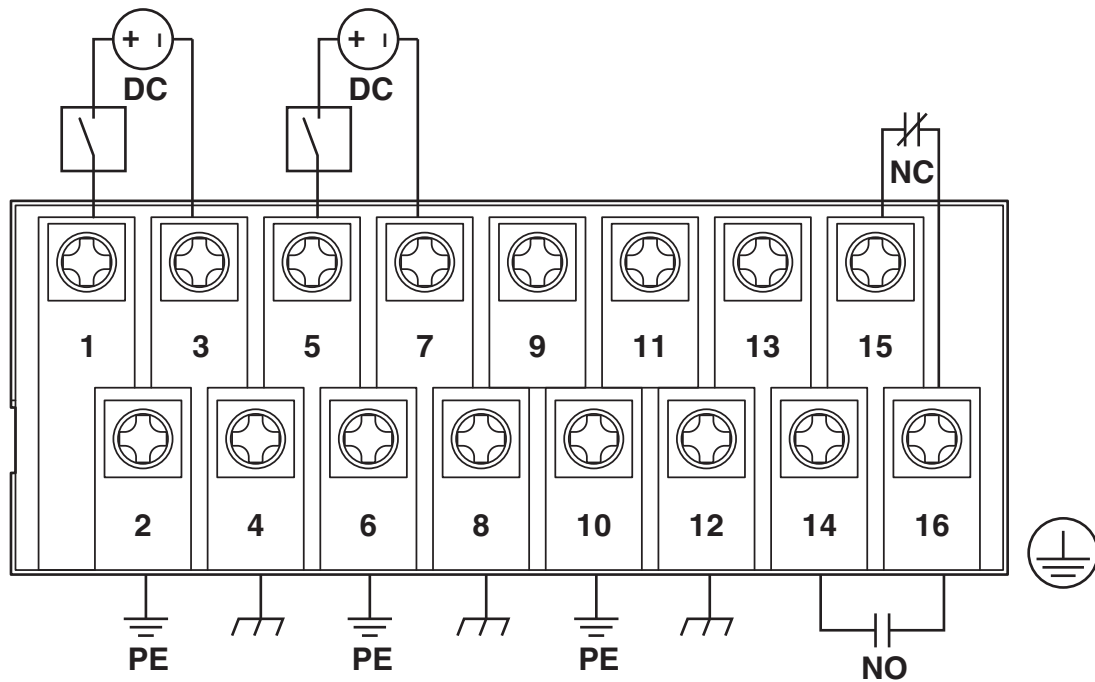 + – + –
DC DC
NC
1 3 5 7 9 11 13 15
2 4 6 8 10 12 14 16
PE PE PE NO